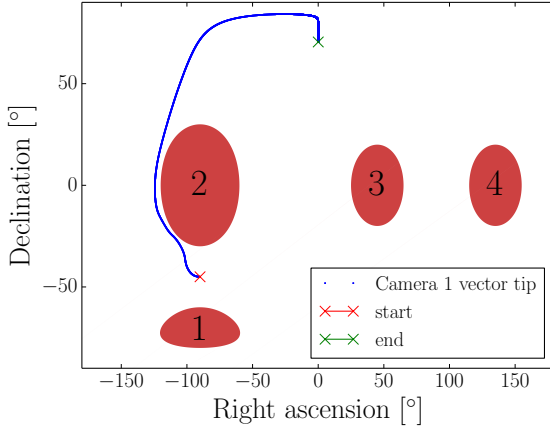 50
0
−50
Declination [°]
2
3
4
1
Camera 1 vector tip
start
end
−150
−100
−50
0
50
100
150
Right ascension [°]